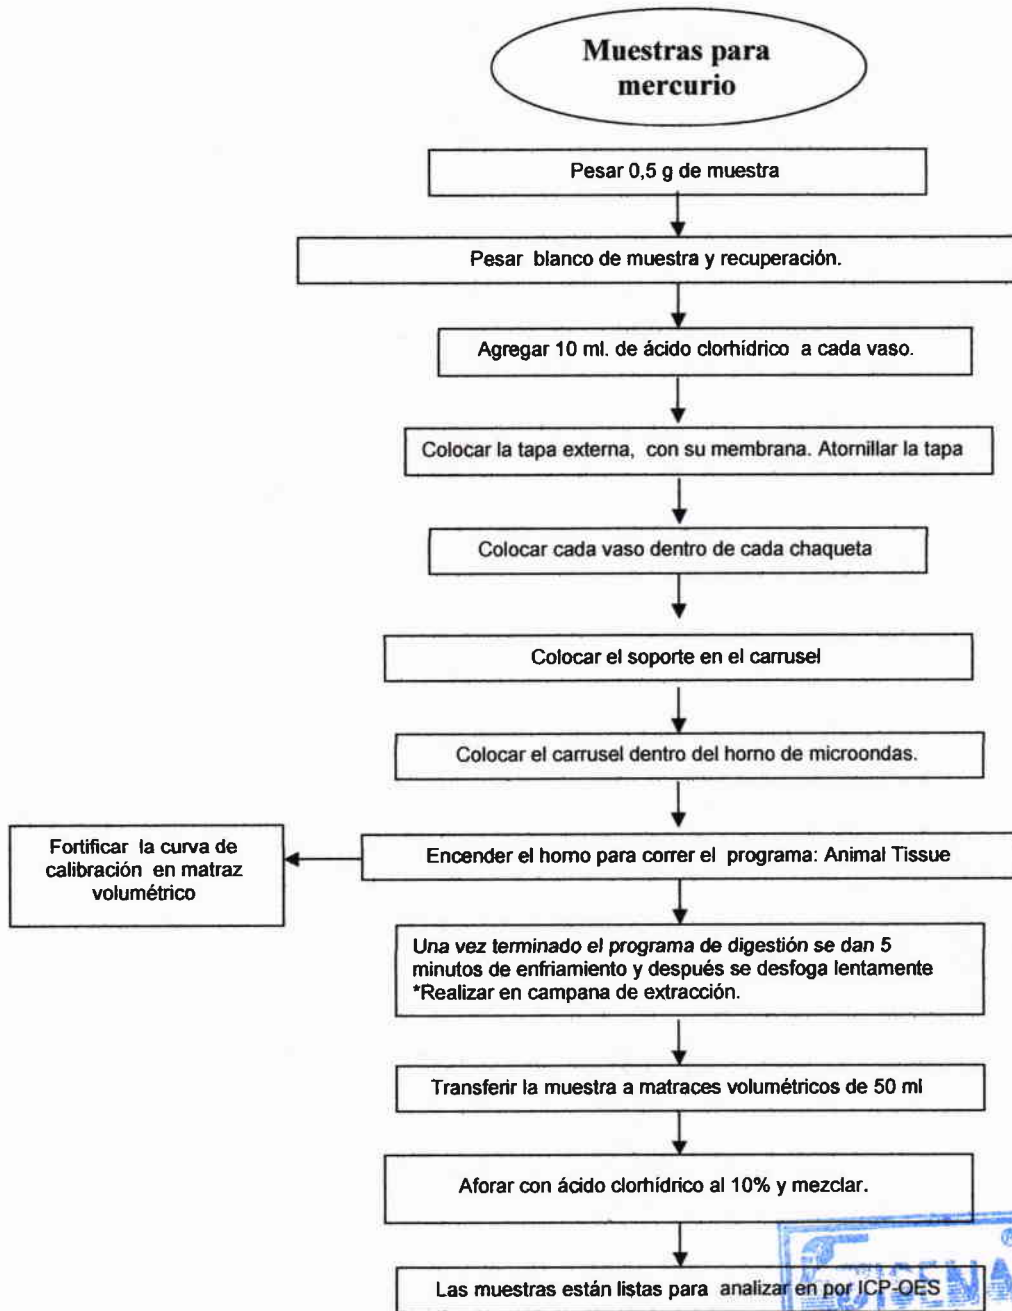 Muestras para
mercurio
Pesar 0,5 g de muestra
Pesar blanco de muestra y recuperación.
Agregar 10 ml. de ácido clorhídrico a cada vaso.
Colocar la tapa externa, con su membrana. Atornillar la tapa
Colocar cada vaso dentro de cada chaqueta
Colocar el soporte en el carrusel
Colocar el carrusel dentro del horno de microondas.
Fortificar la curva de
calibración en matraz
volumétrico
Encender el horno para correr el programa: Animal Tissue
Una vez terminado el programa de digestión se dan 5
minutos de enfriamiento y después se desfoga lentamente
*Realizar en campana de extracción.
Transferir la muestra a matraces volumétricos de 50 ml
Aforar con ácido clorhídrico al 10% y mezclar.
Las muestras están listas para analizar en por ICP-OES